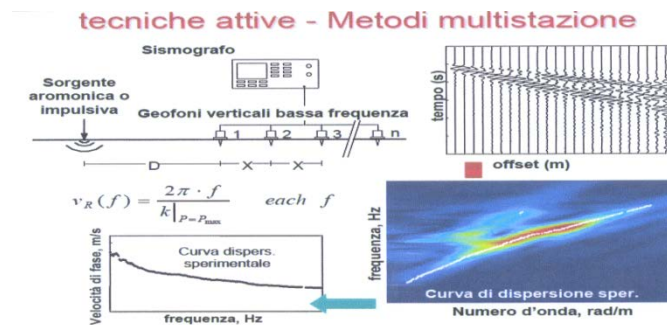 tecniche attive - Metodi multistazione
Sismografo
Sorgente
aromonica o
impulsiva
Geofoni verticali bassa frequenza
1 2 3 n
D X X
tempo (s)
offset (m)
v_R(f) = 2π · f / k|_{P=P_max} each f
Velocità di fase, m/s
Curva dispers.
sperimentale
frequenza, Hz
frequenza, Hz
Curva di dispersione sper.
Numero d'onda, rad/m